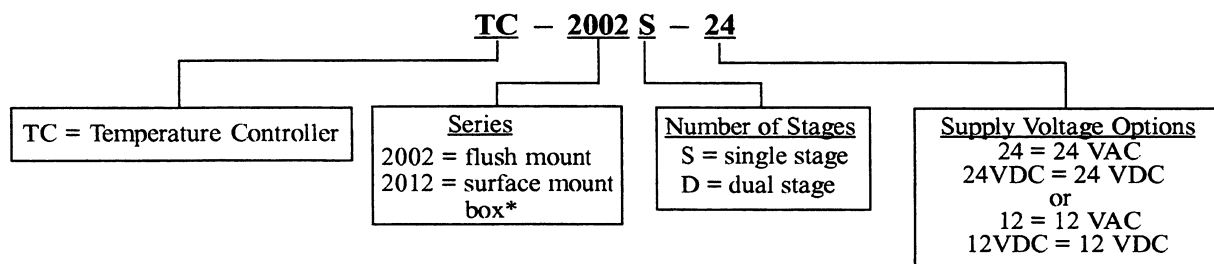 TC – 2002 S – 24
TC = Temperature Controller
Series
2002 = flush mount
2012 = surface mount
box*
Number of Stages
S = single stage
D = dual stage
Supply Voltage Options
24 = 24 VAC
24VDC = 24 VDC
or
12 = 12 VAC
12VDC = 12 VDC